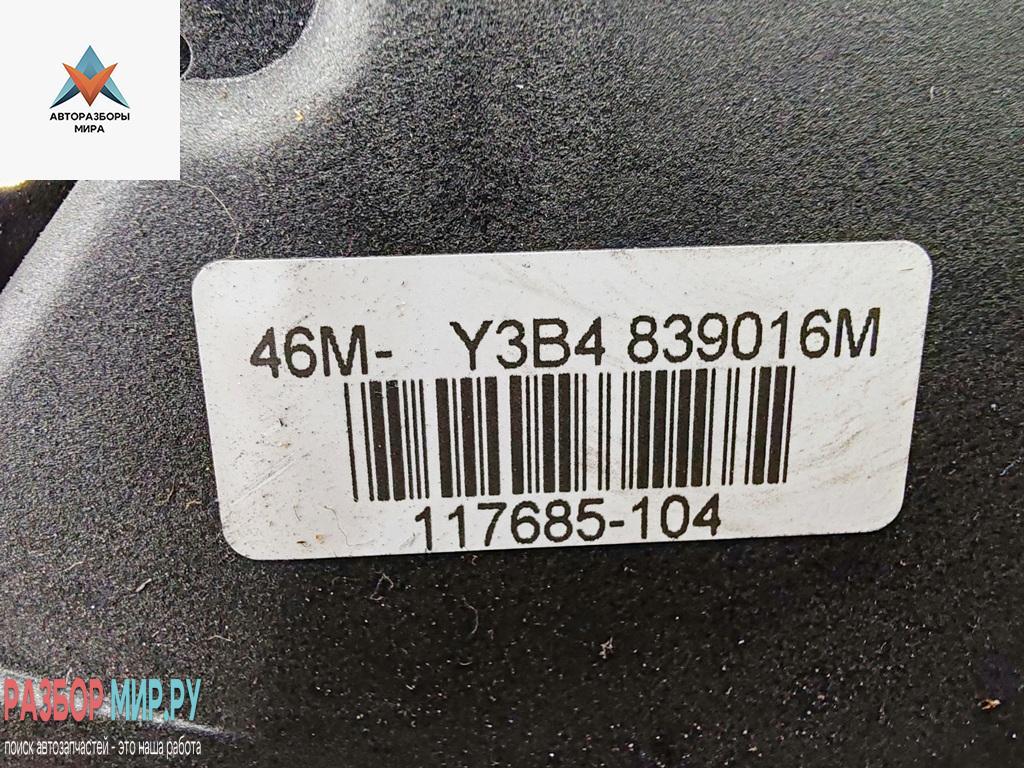 АВТОРАЗБОРЫ
МИРА
46M- Y3B4 839016M
117685-104
РАЗБОР МИР.РУ
поиск автозапчастей - это наша работа